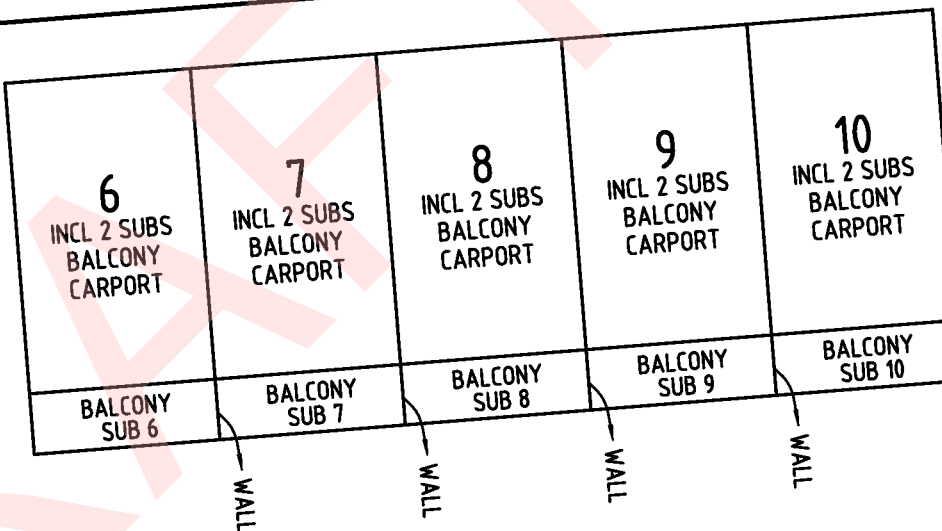 6
INCL 2 SUBS
BALCONY
CARPORT
7
INCL 2 SUBS
BALCONY
CARPORT
8
INCL 2 SUBS
BALCONY
CARPORT
9
INCL 2 SUBS
BALCONY
CARPORT
10
INCL 2 SUBS
BALCONY
CARPORT
BALCONY
SUB 6
BALCONY
SUB 7
BALCONY
SUB 8
BALCONY
SUB 9
BALCONY
SUB 10
WALL
WALL
WALL
WALL